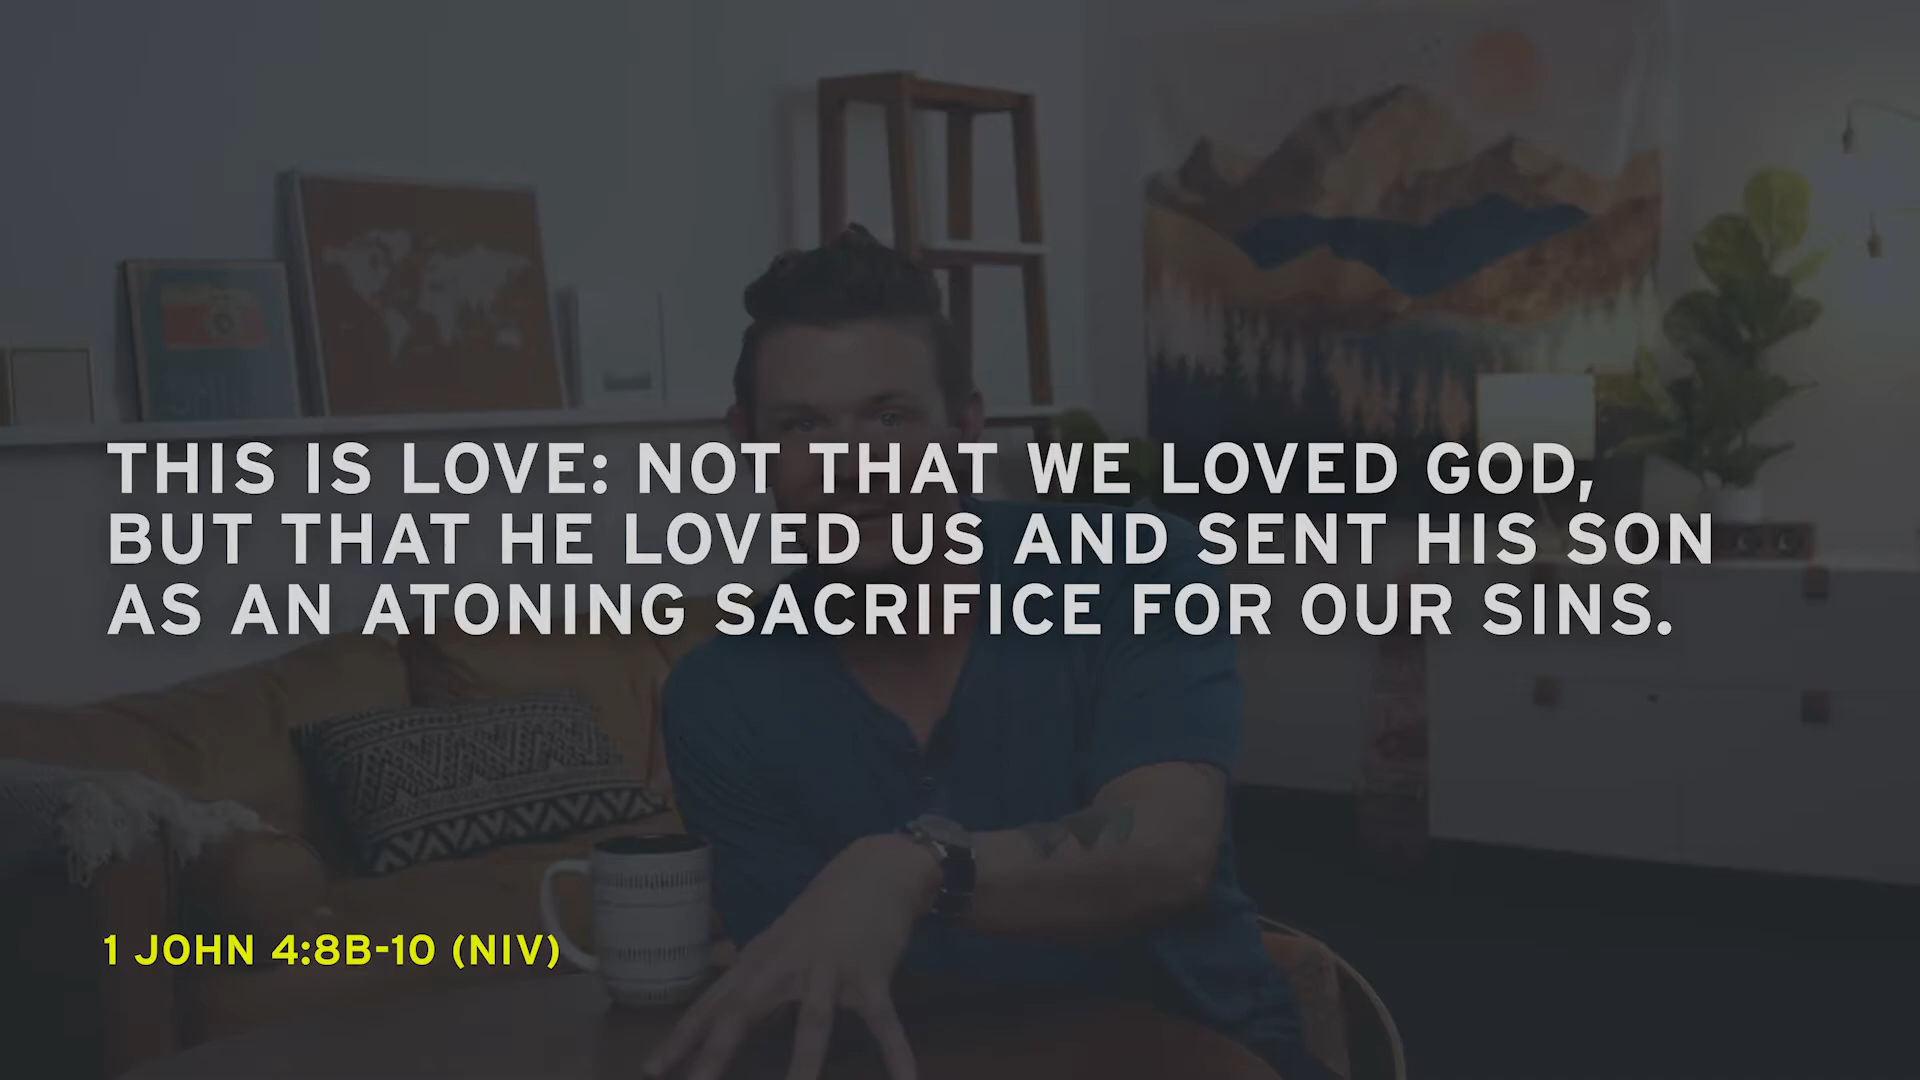 THIS IS LOVE: NOT THAT WE LOVED GOD,
BUT THAT HE LOVED US AND SENT HIS SON
AS AN ATONING SACRIFICE FOR OUR SINS.
1 JOHN 4:8B-10 (NIV)